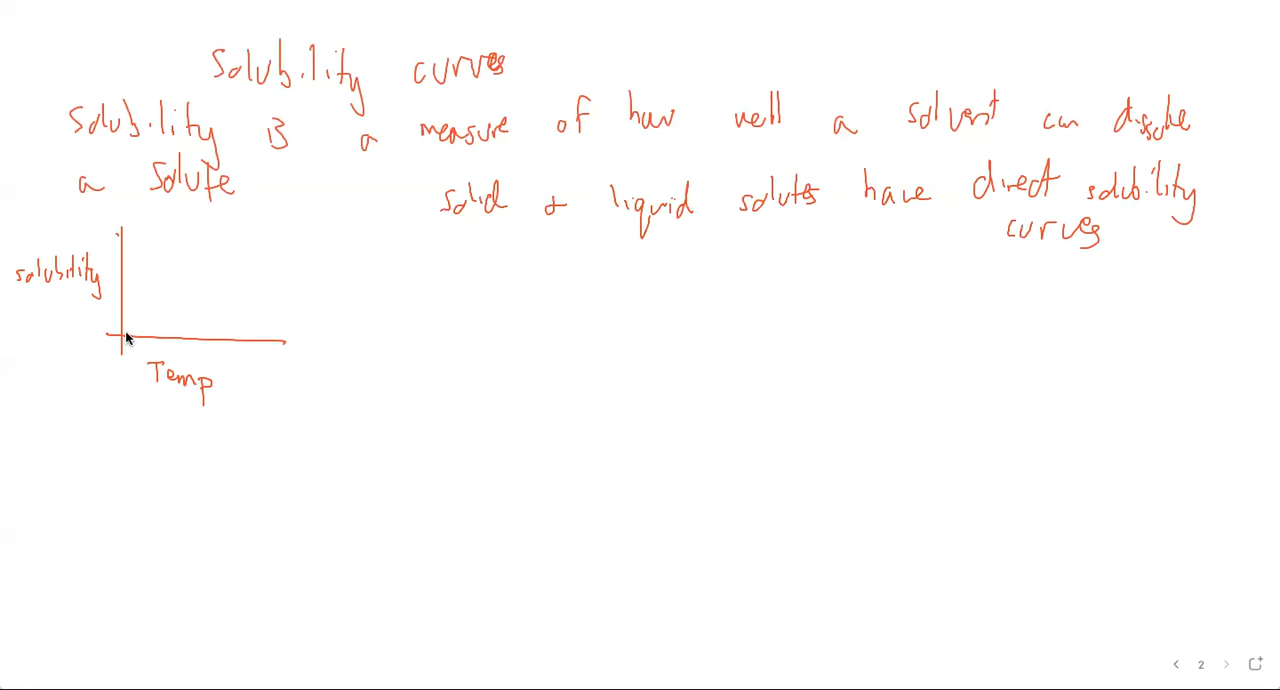 Solubility curves
Solubility is a measure of how well a solvent can dissolve
a solute
solid & liquid solutes have direct solubility
curves
solubility
Temp
2